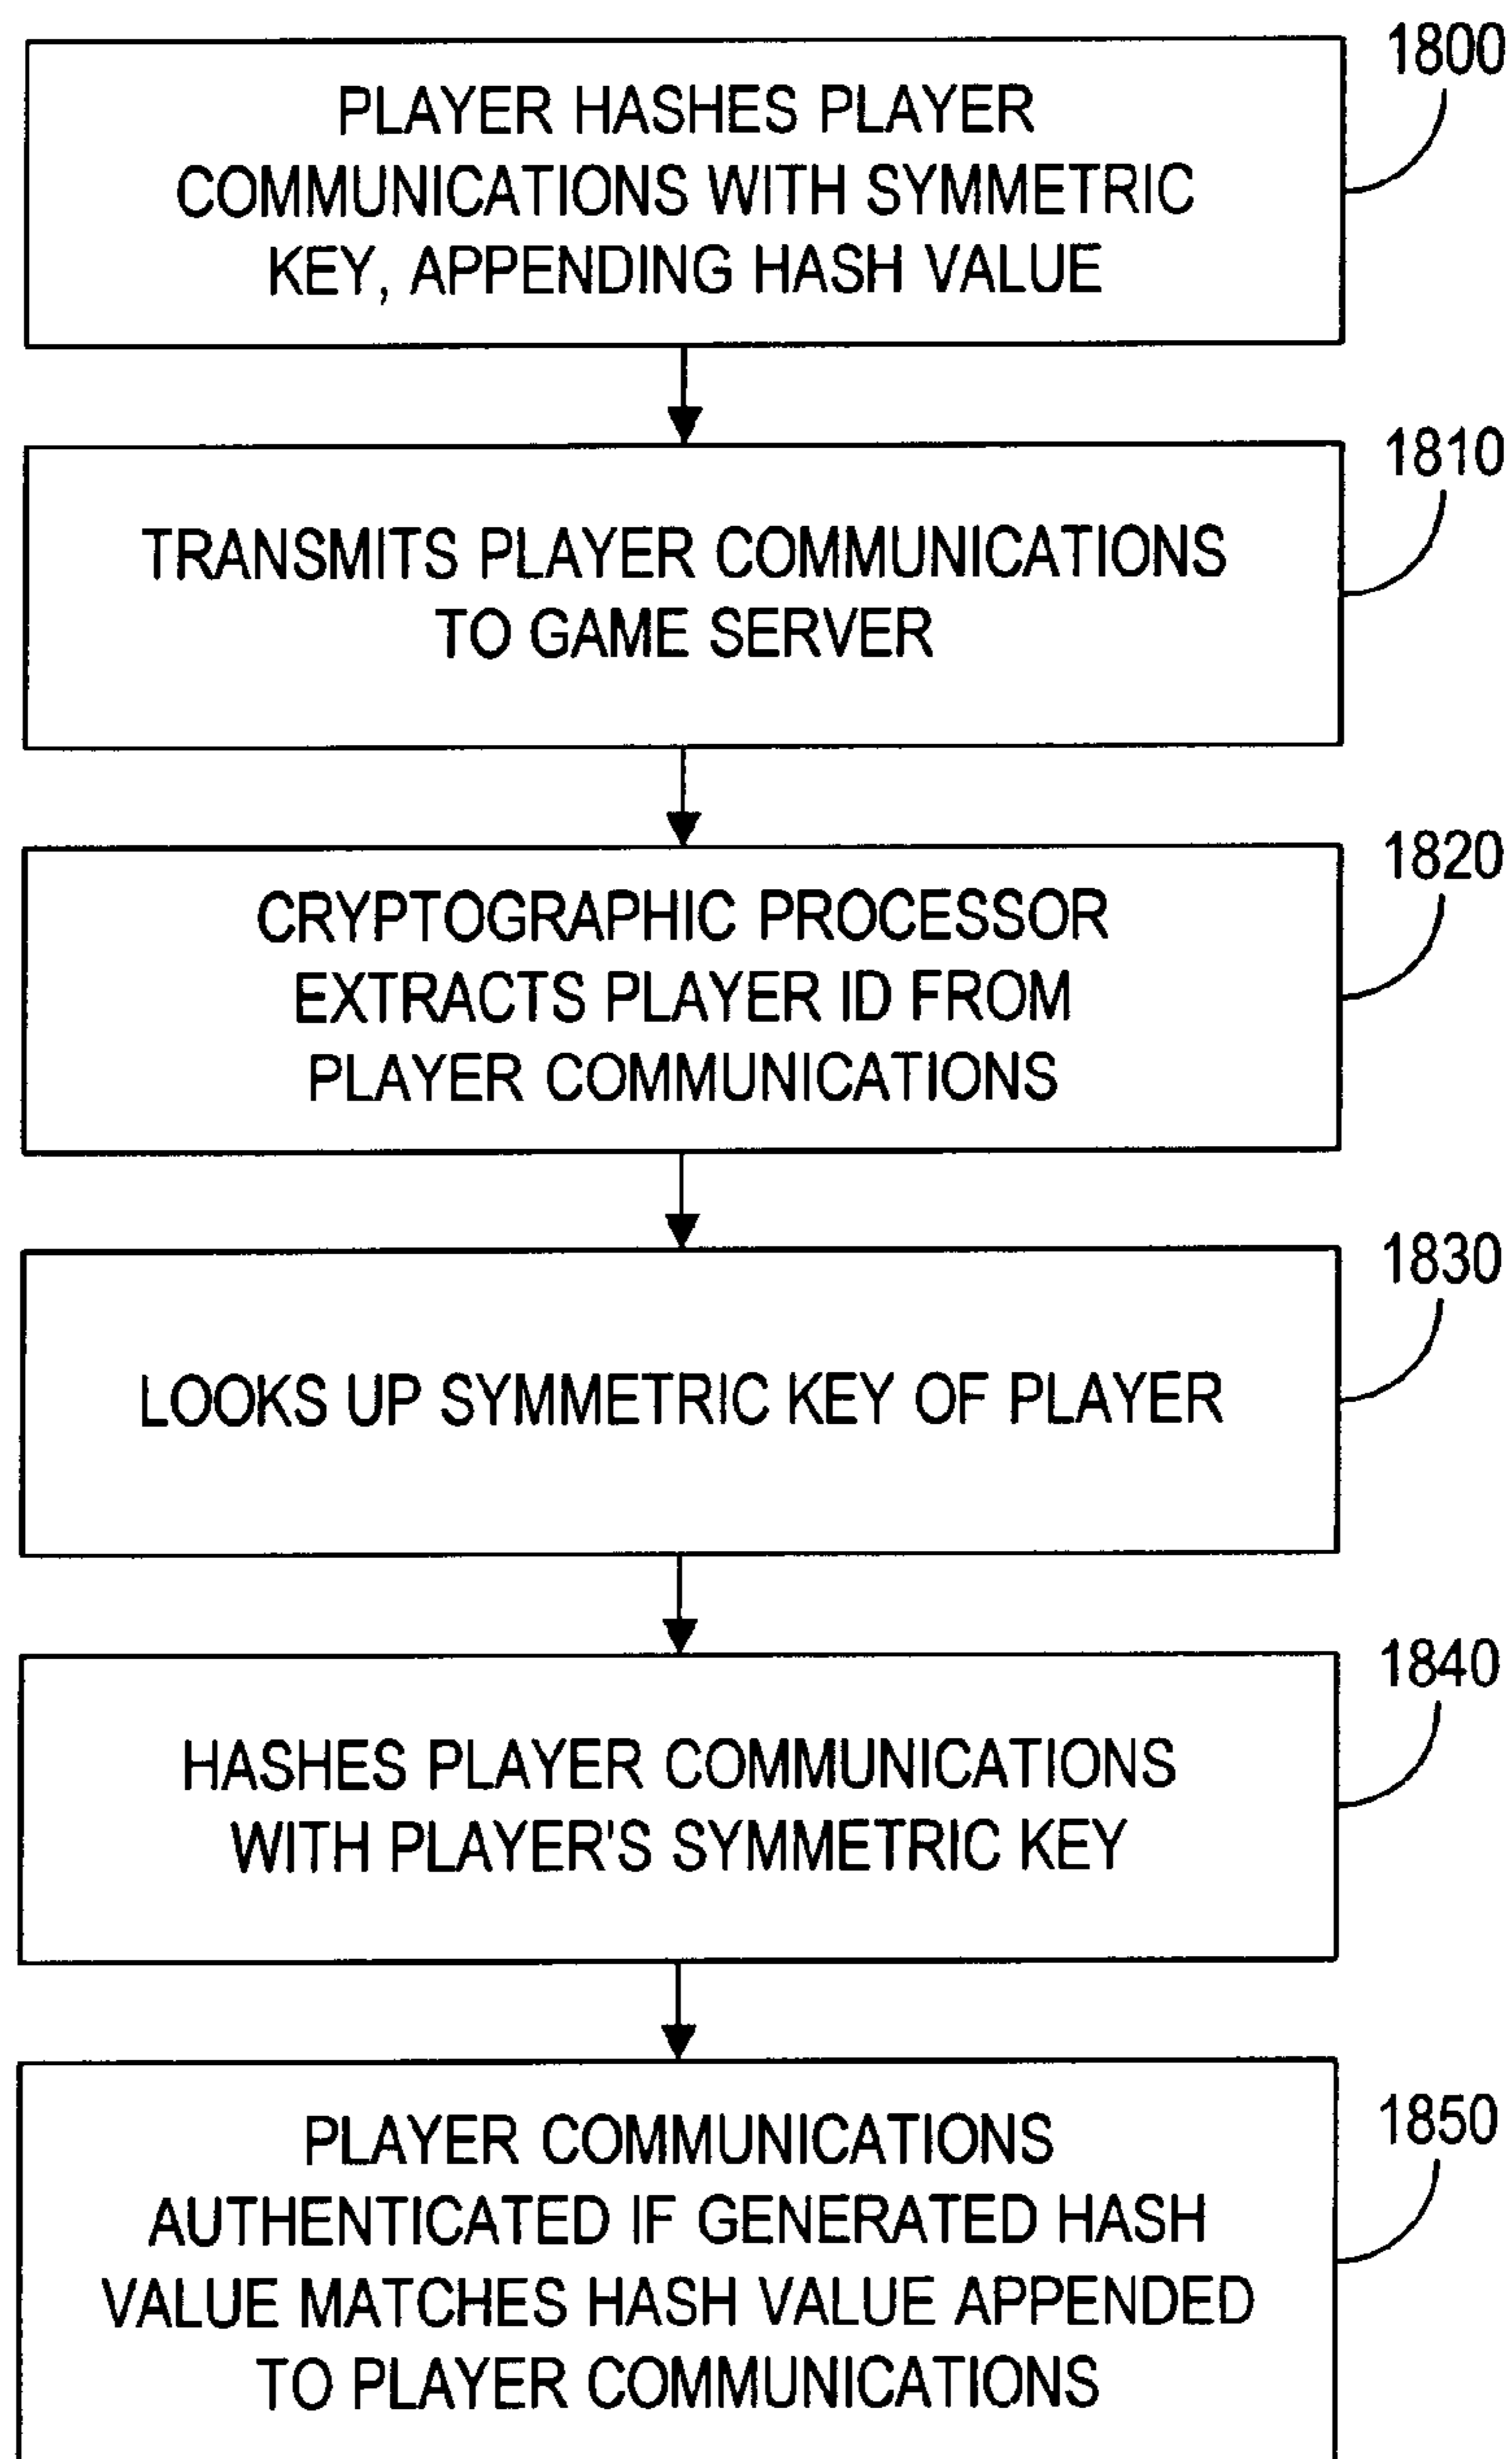 1800
PLAYER HASHES PLAYER
COMMUNICATIONS WITH SYMMETRIC
KEY, APPENDING HASH VALUE
1810
TRANSMITS PLAYER COMMUNICATIONS
TO GAME SERVER
1820
CRYPTOGRAPHIC PROCESSOR
EXTRACTS PLAYER ID FROM
PLAYER COMMUNICATIONS
1830
LOOKS UP SYMMETRIC KEY OF PLAYER
1840
HASHES PLAYER COMMUNICATIONS
WITH PLAYER'S SYMMETRIC KEY
1850
PLAYER COMMUNICATIONS
AUTHENTICATED IF GENERATED HASH
VALUE MATCHES HASH VALUE APPENDED
TO PLAYER COMMUNICATIONS